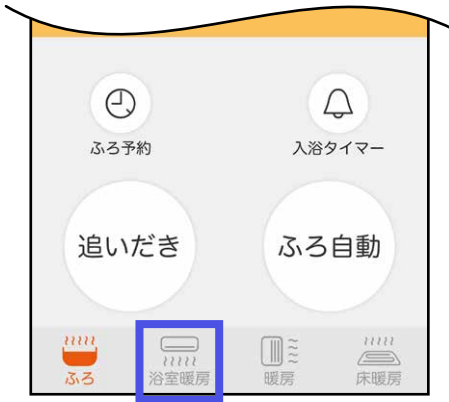 ふろ予約
入浴タイマー
追いだき
ふろ自動
ふろ
浴室暖房
暖房
床暖房